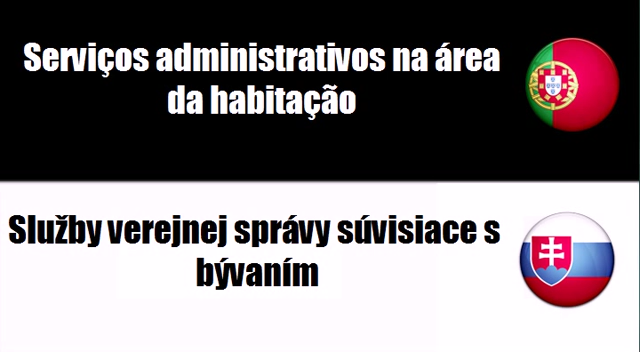 Serviços administrativos na área
da habitação
Služby verejnej správy súvisiace s
bývaním